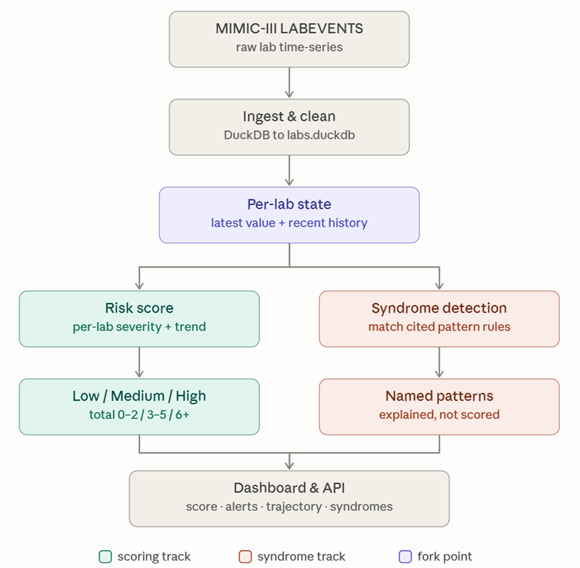 MIMIC-III LABEVENTS
raw lab time-series
Ingest & clean
DuckDB to labs.duckdb
Per-lab state
latest value + recent history
Risk score
per-lab severity + trend
Syndrome detection
match cited pattern rules
Low / Medium / High
total 0–2 / 3–5 / 6+
Named patterns
explained, not scored
Dashboard & API
score · alerts · trajectory · syndromes
scoring track
syndrome track
fork point